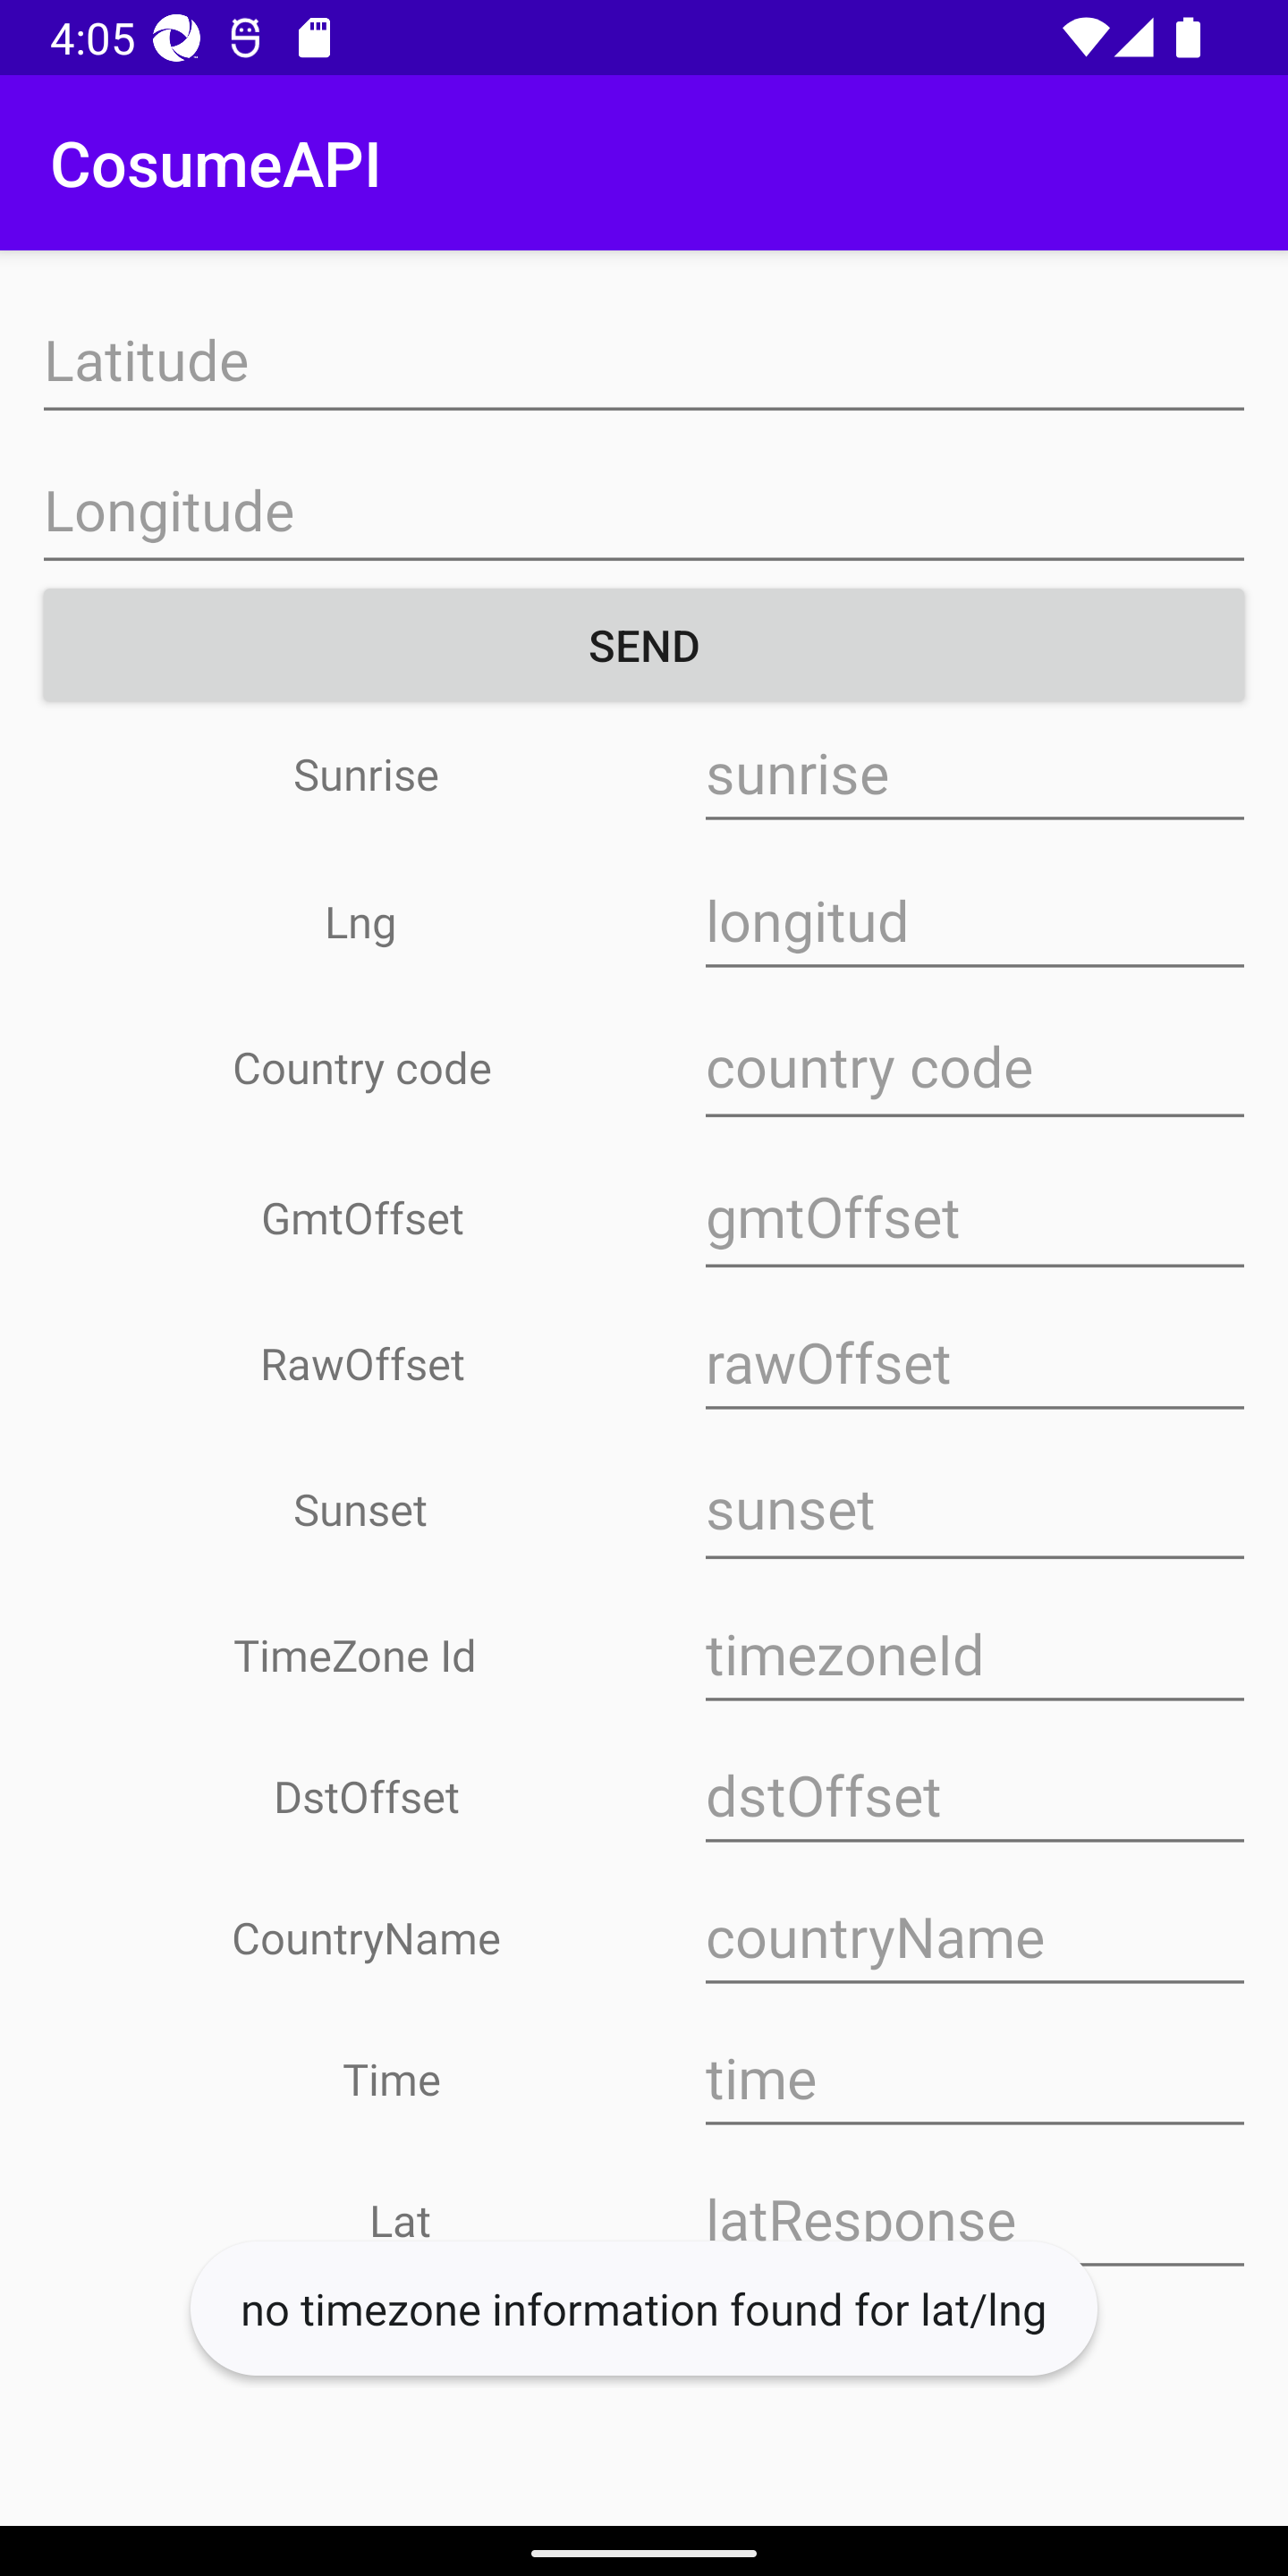 4:05
CosumeAPI
Latitude
Longitude
SEND
Sunrise sunrise
Lng longitud
Country code country code
GmtOffset gmtOffset
RawOffset rawOffset
Sunset sunset
TimeZone Id timezoneId
DstOffset dstOffset
CountryName countryName
Time time
Lat latResponse
no timezone information found for lat/lng